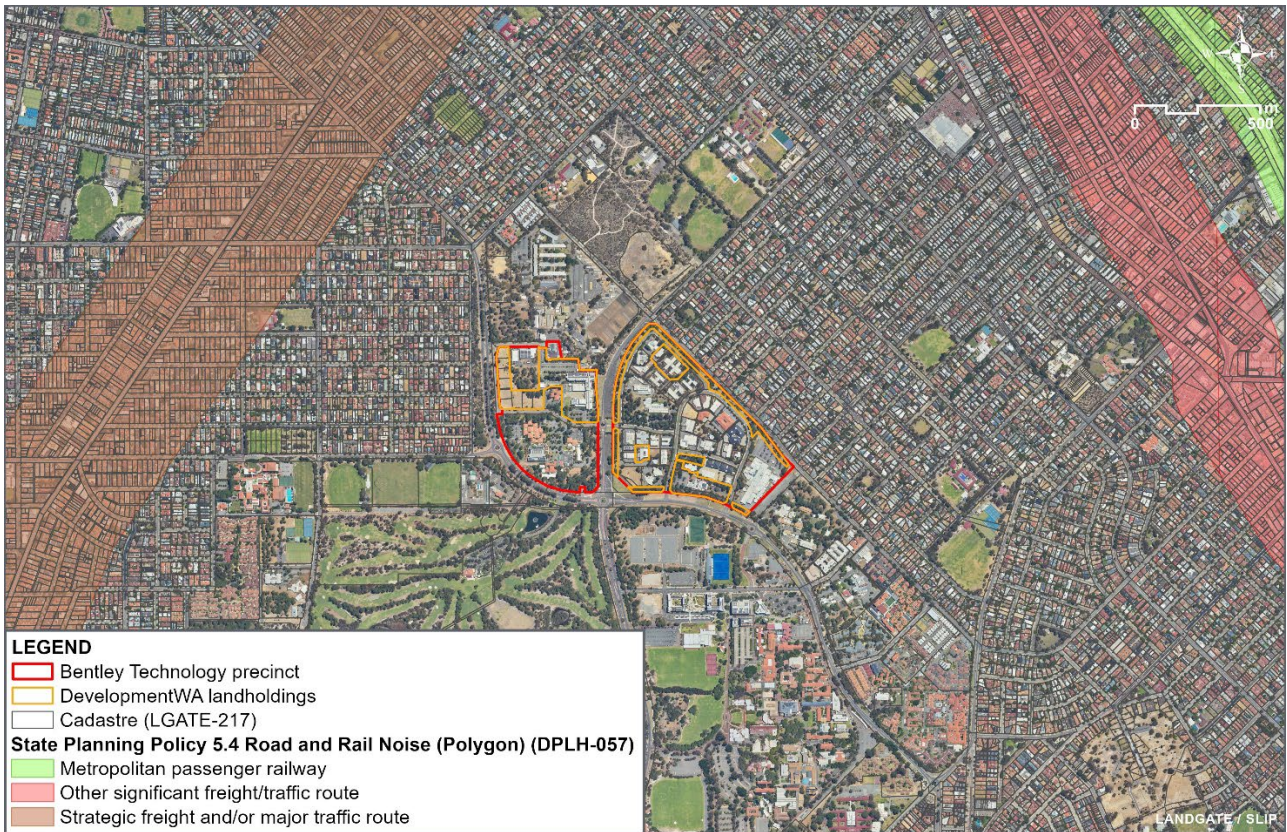 N
W E
S
0 500
LEGEND
Bentley Technology precinct
DevelopmentWA landholdings
Cadastre (LGATE-217)
State Planning Policy 5.4 Road and Rail Noise (Polygon) (DPLH-057)
Metropolitan passenger railway
Other significant freight/traffic route
Strategic freight and/or major traffic route
LANDGATE / SLIP